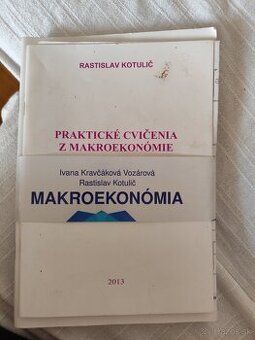 RASTISLAV KOTULIČ
PRAKTICKÉ CVIČENIA
Z MAKROEKONÓMIE
Ivana Kravčáková Vozárová
Rastislav Kotulič
MAKROEKONÓMIA
2013